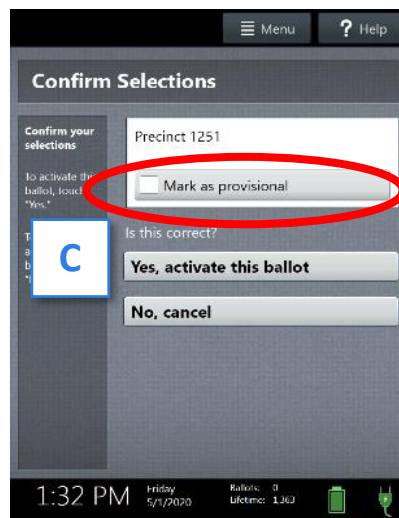 Menu
? Help
Confirm Selections
Confirm your
selections
To activate this
ballot, touch
"Yes."
Precinct 1251
Mark as provisional
Is this correct?
C
Yes, activate this ballot
No, cancel
1:32 PM
Friday
5/1/2020
Ballots: 0
Lifetime: 1,363